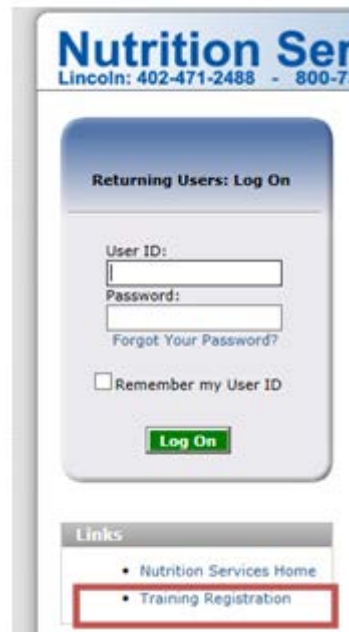 Nutrition Ser
Lincoln: 402-471-2488 - 800-7
Returning Users: Log On
User ID:
Password:
Forgot Your Password?
Remember my User ID
Log On
Links
• Nutrition Services Home
• Training Registration